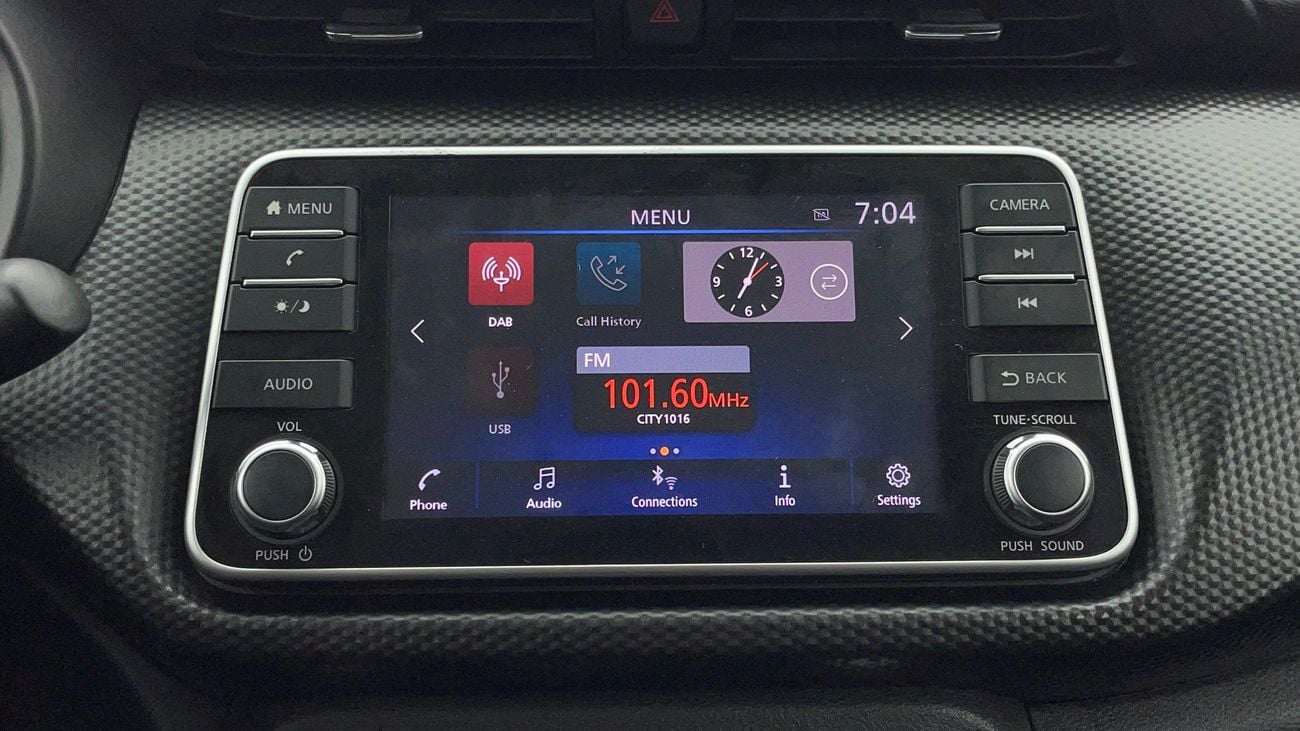 MENU
AUDIO
VOL
PUSH
MENU
7:04
DAB
Call History
12
9
3
6
USB
FM
101.60MHz
CITY1016
Phone
Audio
Connections
Info
Settings
CAMERA
BACK
TUNE·SCROLL
PUSH SOUND